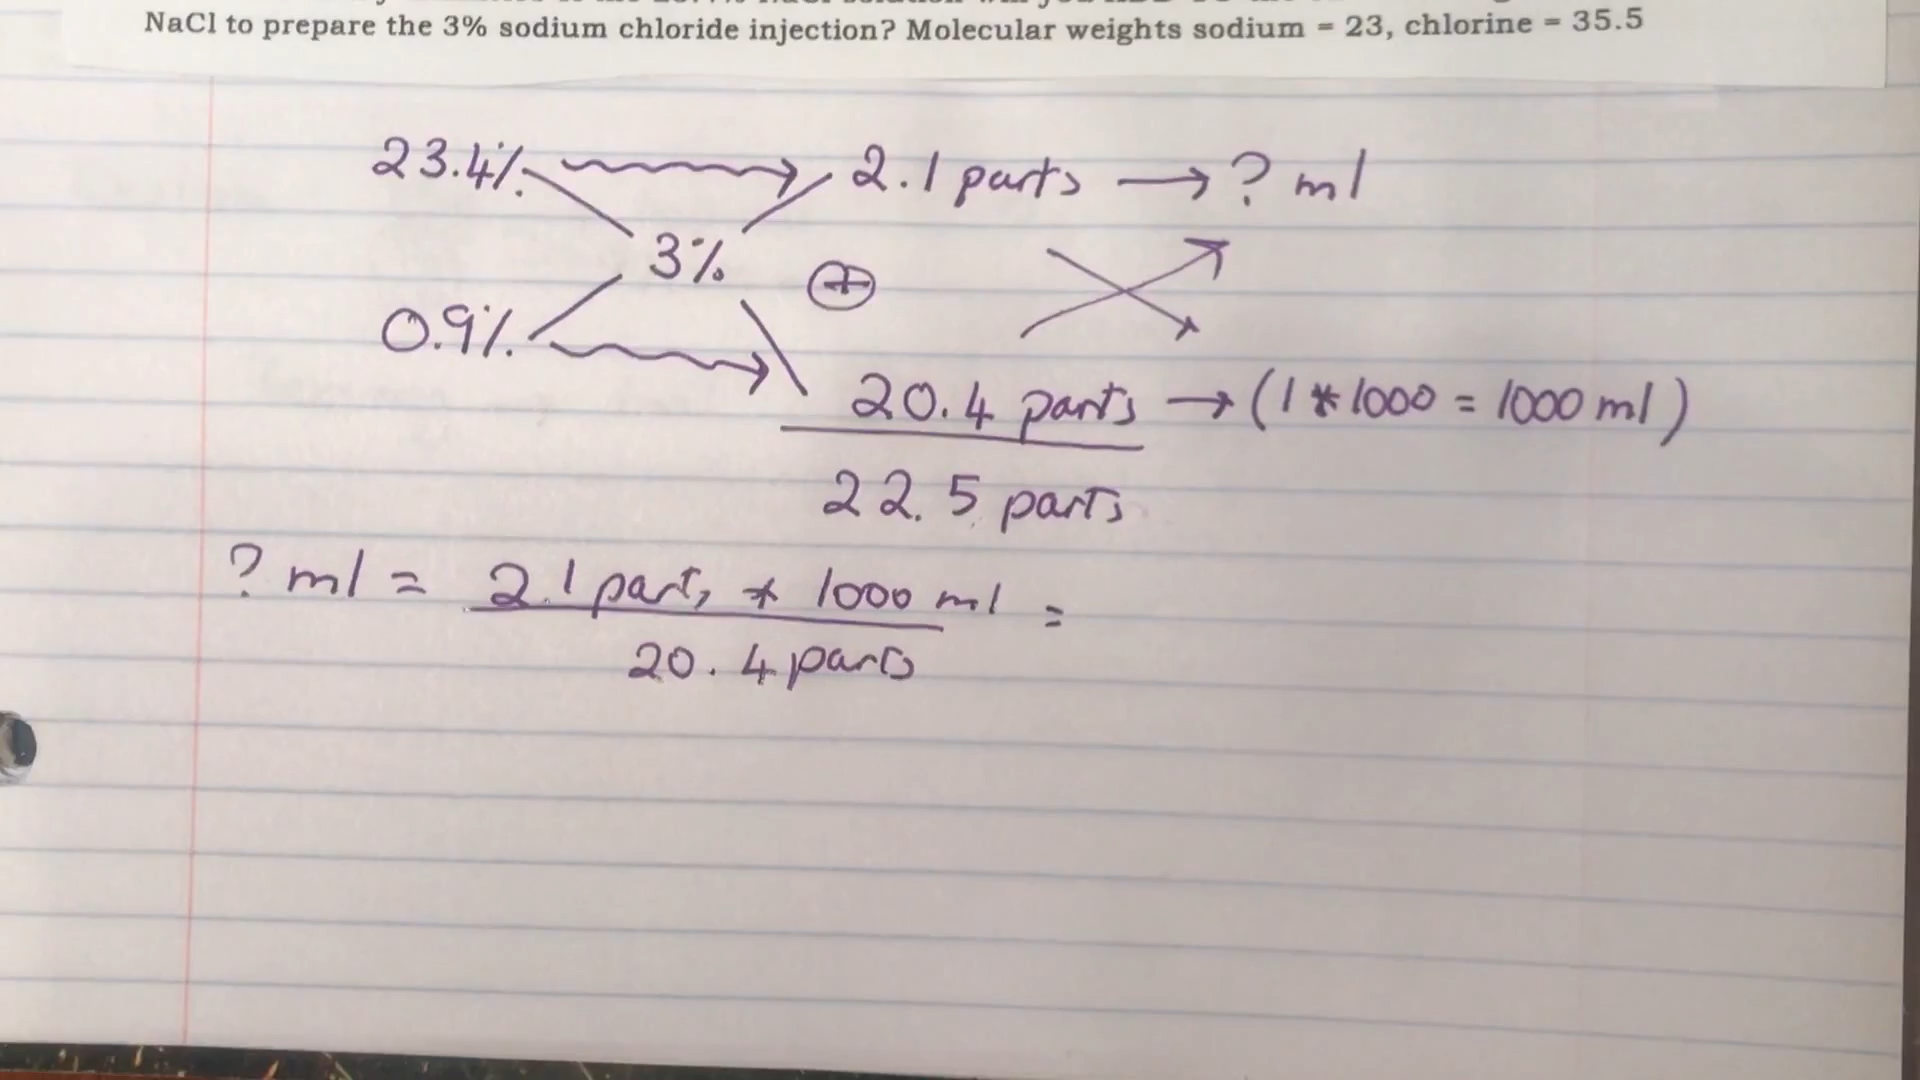 NaCl to prepare the 3% sodium chloride injection? Molecular weights sodium = 23, chlorine = 35.5
23.4% 2.1 parts → ? ml
3% +
0.9%
20.4 parts → (1 * 1000 = 1000 ml)
22.5 parts
? ml = 2.1 parts * 1000 ml =
20.4 parts